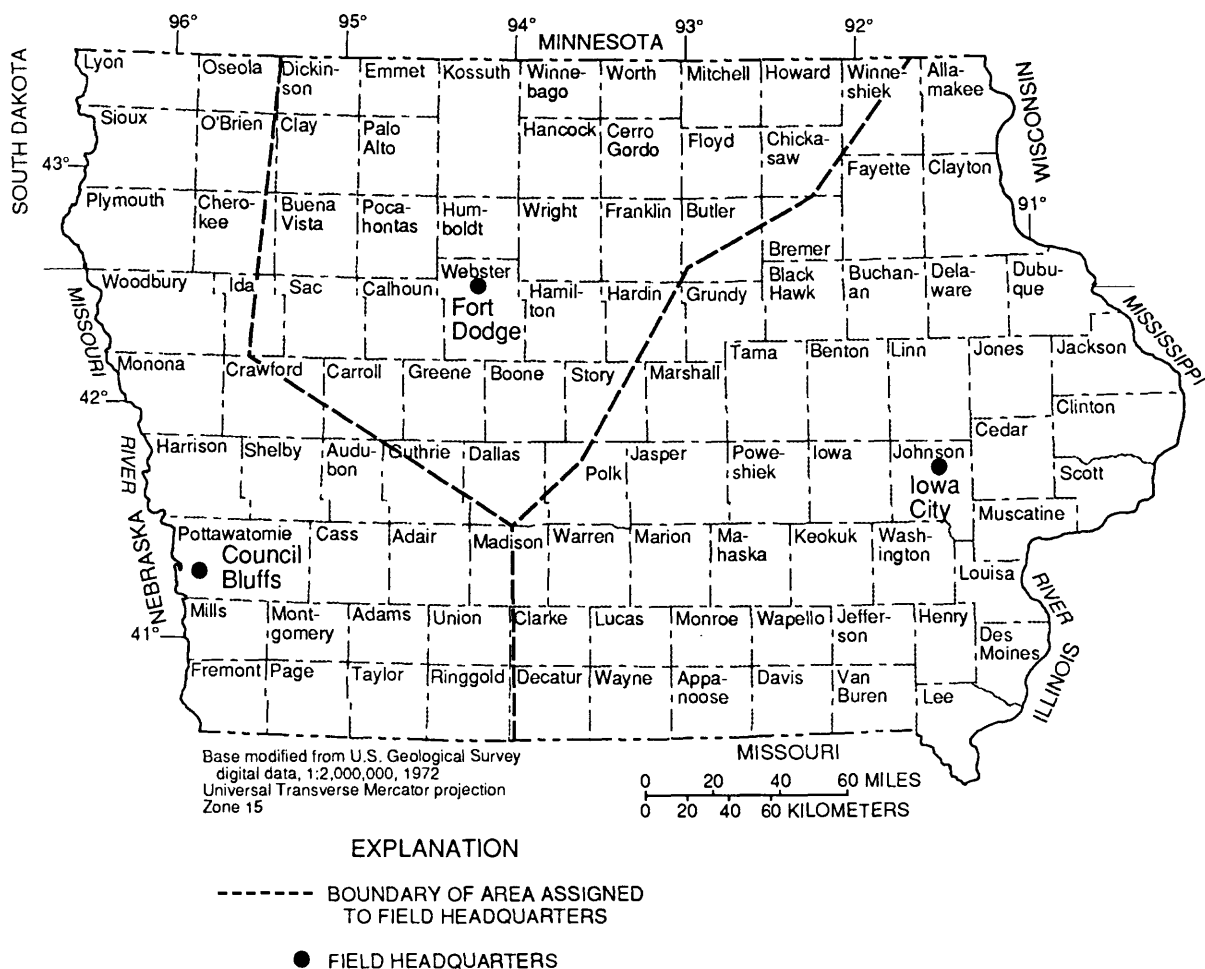 96° 95° 94° 93° 92°
MINNESOTA
SOUTH DAKOTA
WISCONSIN
Lyon Oseola Dickin- Emmet Kossuth Winne- Worth Mitchell Howard Winne- Alla-
son bago shiek makee
Sioux O'Brien Clay Palo Hancock Cerro Floyd Chicka-
Alto Gordo saw
43°
Fayette Clayton
Plymouth Chero- Buena Poca- Hum- Wright Franklin Butler
kee Vista hontas boldt
91°
Bremer
Woodbury Ida Sac Calhoun Webster Hamil- Hardin Grundy Black Buchan- Dela- Dubu-
ton Hawk an ware que
Fort
Dodge
MISSOURI
MISSISSIPPI
Monona Crawford Carroll Greene Boone Story Marshall Tama Benton Linn Jones Jackson
42°
Clinton
Cedar
RIVER
Harrison Shelby Audu- Guthrie Dallas Polk Jasper Powe- Iowa Johnson Scott
bon shiek
Iowa
City
Muscatine
NEBRASKA
Pottawatomie Cass Adair Madison Warren Marion Ma- Keokuk Wash-
haska ington
Council
Bluffs
Louisa
RIVER
Mills Mont- Adams Union Clarke Lucas Monroe Wapello Jeffer- Henry Des
gomery son Moines
41°
ILLINOIS
Fremont Page Taylor Ringgold Decatur Wayne Appa- Davis Van Lee
noose Buren
MISSOURI
Base modified from U.S. Geological Survey
digital data, 1:2,000,000, 1972
Universal Transverse Mercator projection
Zone 15
0 20 40 60 MILES
0 20 40 60 KILOMETERS
EXPLANATION
BOUNDARY OF AREA ASSIGNED
TO FIELD HEADQUARTERS
FIELD HEADQUARTERS